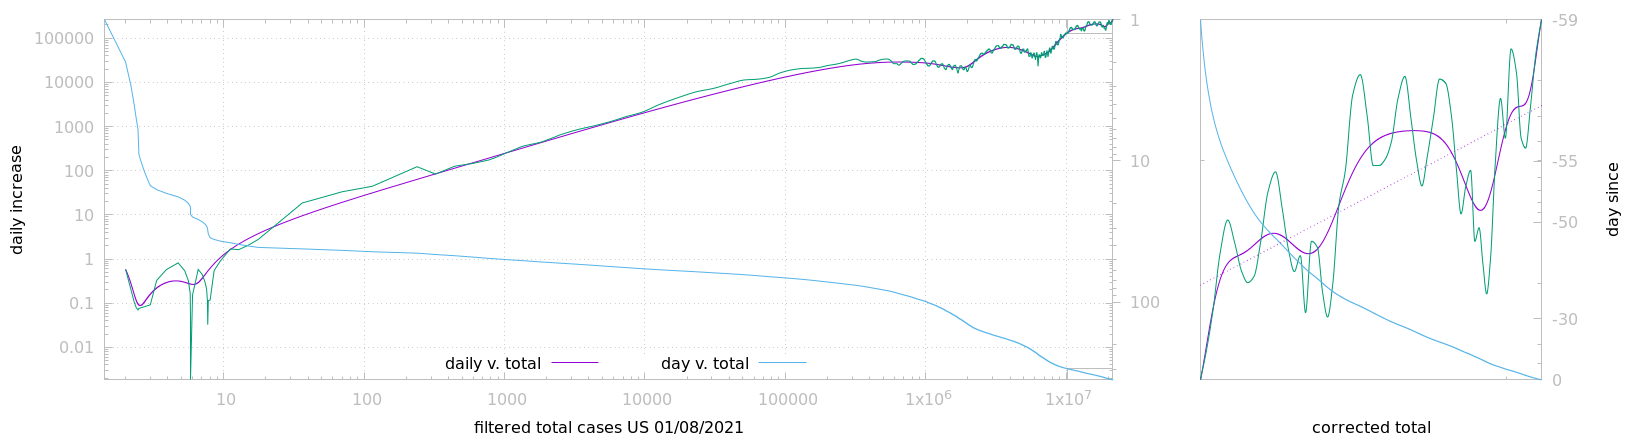 daily increase
100000
10000
1000
100
10
1
0.1
0.01
10
100
1000
10000
100000
1x10⁶
1x10⁷
filtered total cases US 01/08/2021
daily v. total
day v. total
1
10
100
-59
-55
-50
-30
0
day since
corrected total